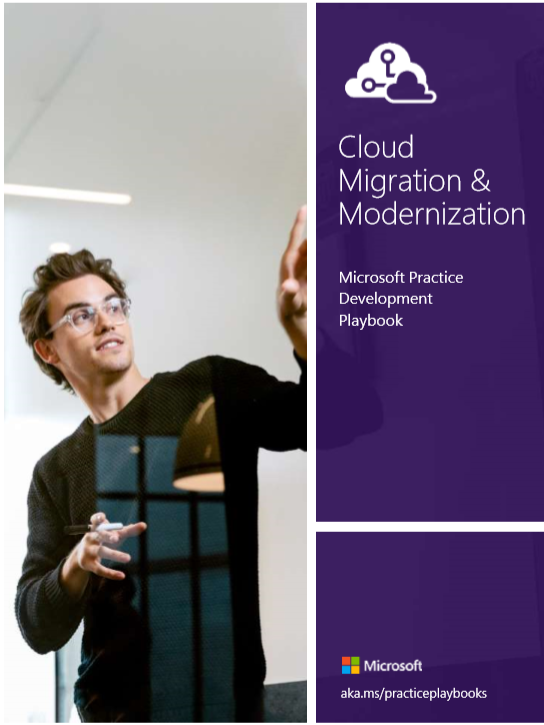 Cloud
Migration &
Modernization
Microsoft Practice
Development
Playbook
Microsoft
aka.ms/practiceplaybooks